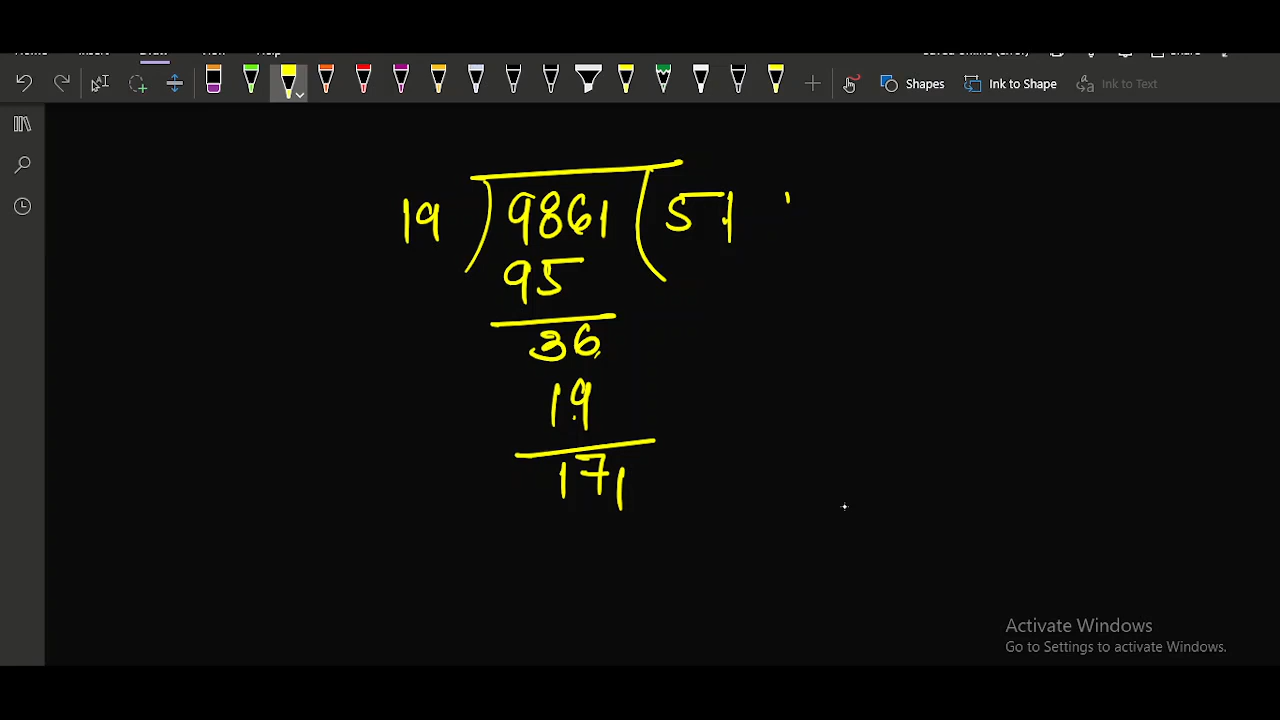 Shapes Ink to Shape Ink to Text
19 ) 9861 ( 51
95
36
19
171
Activate Windows
Go to Settings to activate Windows.